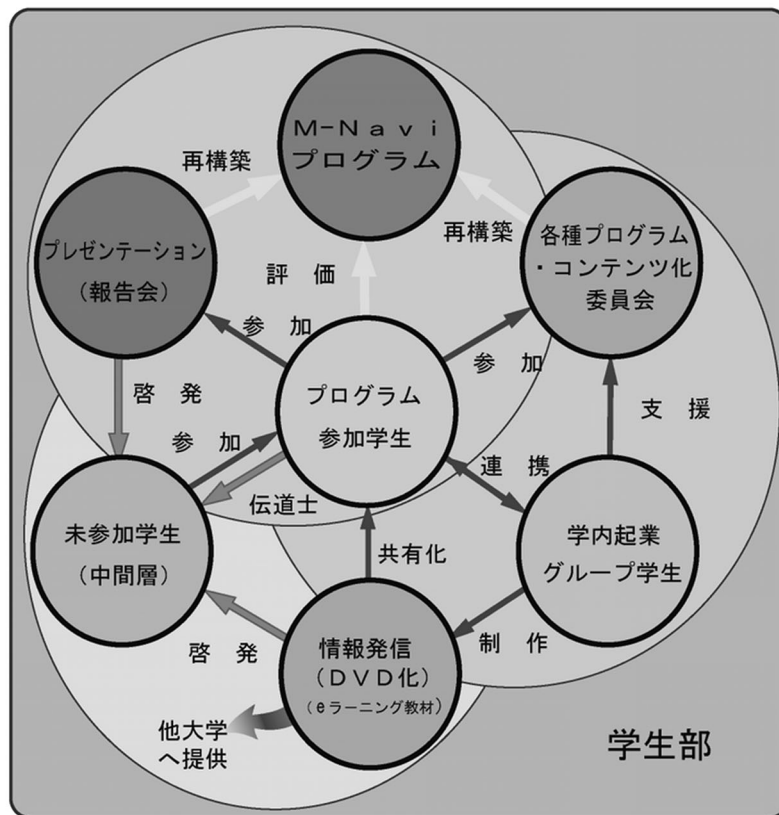 Ｍ－Ｎａｖｉ
プログラム
再構築
プレゼンテーション
（報告会）
再構築
各種プログラム
・コンテンツ化
委員会
評　価
参　加
参　加
啓　発
プログラム
参加学生
支　援
参　加
連　携
伝道士
未参加学生
（中間層）
学内起業
グループ学生
共有化
啓　発
情報発信
（ＤＶＤ化）
（ｅラーニング教材）
制　作
他大学
へ提供
学生部